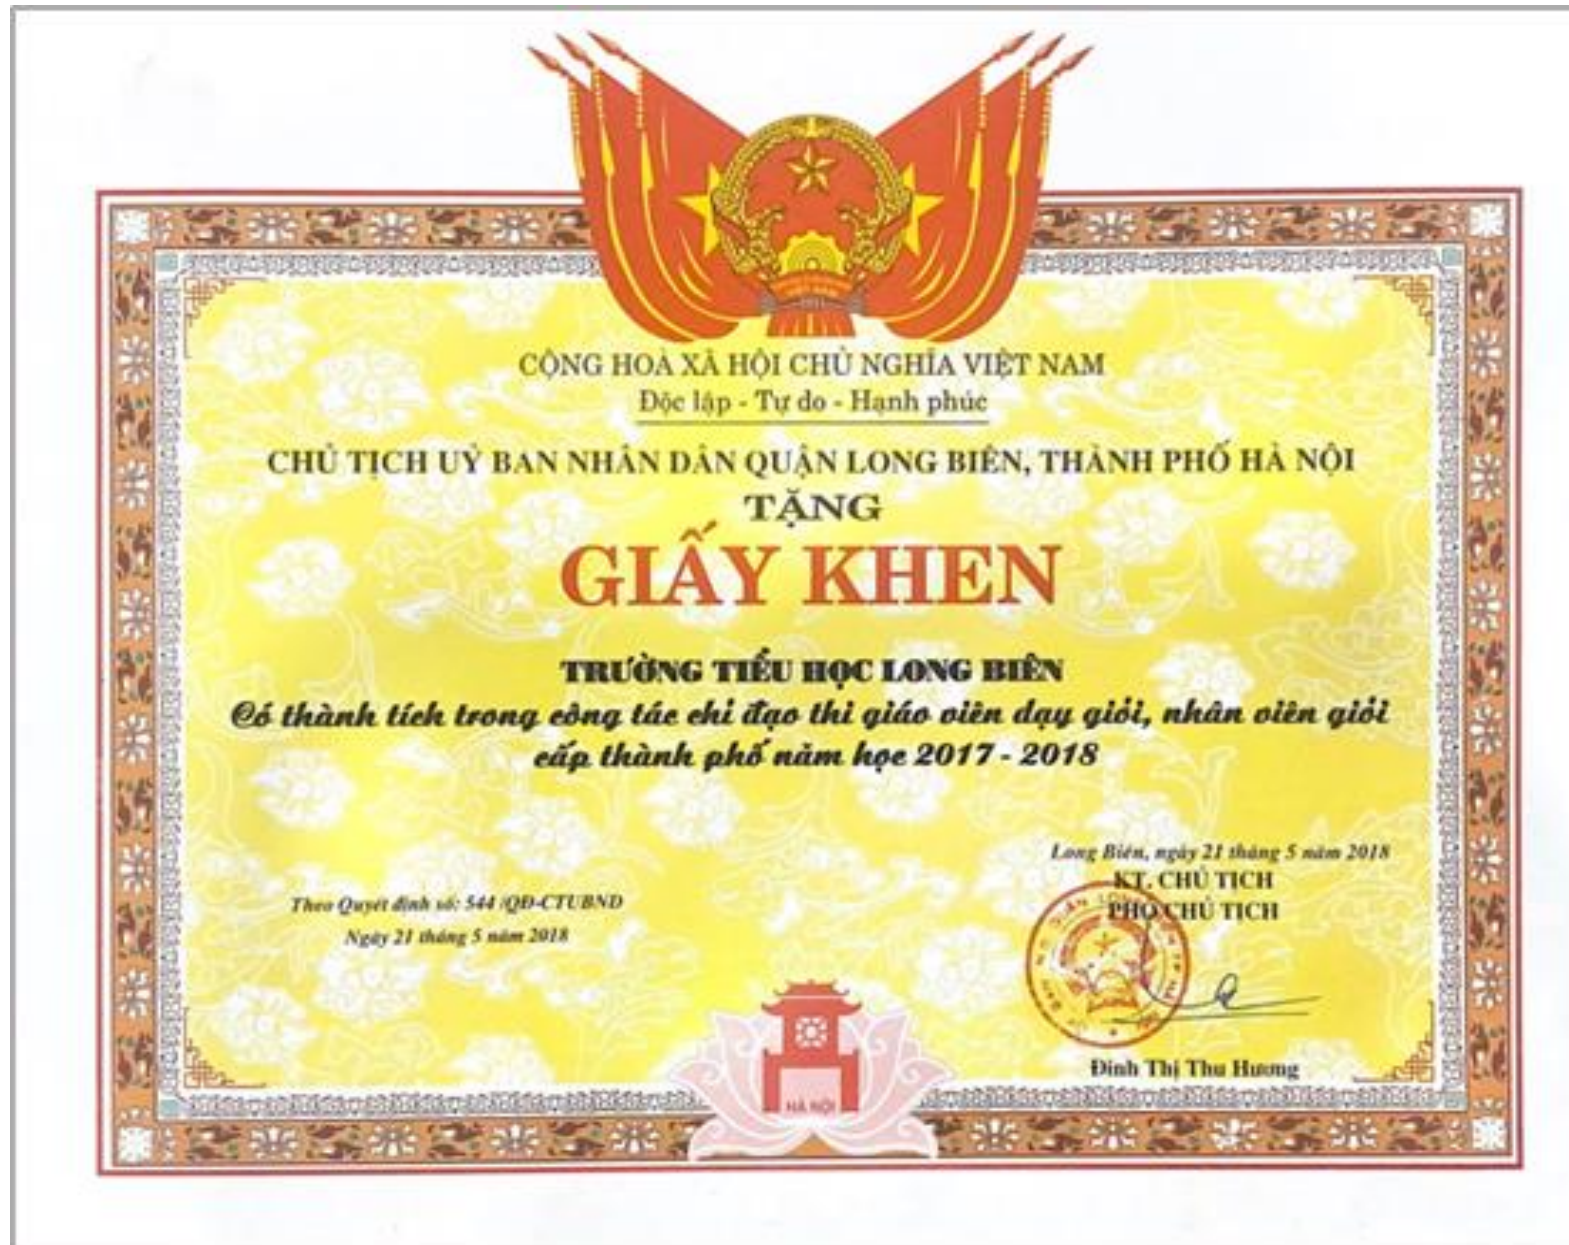 CỘNG HOÀ XÃ HỘI CHỦ NGHĨA VIỆT NAM
Độc lập - Tự do - Hạnh phúc
CHỦ TỊCH UỶ BAN NHÂN DÂN QUẬN LONG BIÊN, THÀNH PHỐ HÀ NỘI
TẶNG
GIẤY KHEN
TRƯỜNG TIỂU HỌC LONG BIÊN
Có thành tích trong công tác chỉ đạo thi giáo viên dạy giỏi, nhân viên giỏi
cấp thành phố năm học 2017 - 2018
Long Biên, ngày 21 tháng 5 năm 2018
KT. CHỦ TỊCH
PHÓ CHỦ TỊCH
Theo Quyết định số: 544 /QĐ-CTUBND
Ngày 21 tháng 5 năm 2018
Đinh Thị Thu Hương
HÀ NỘI